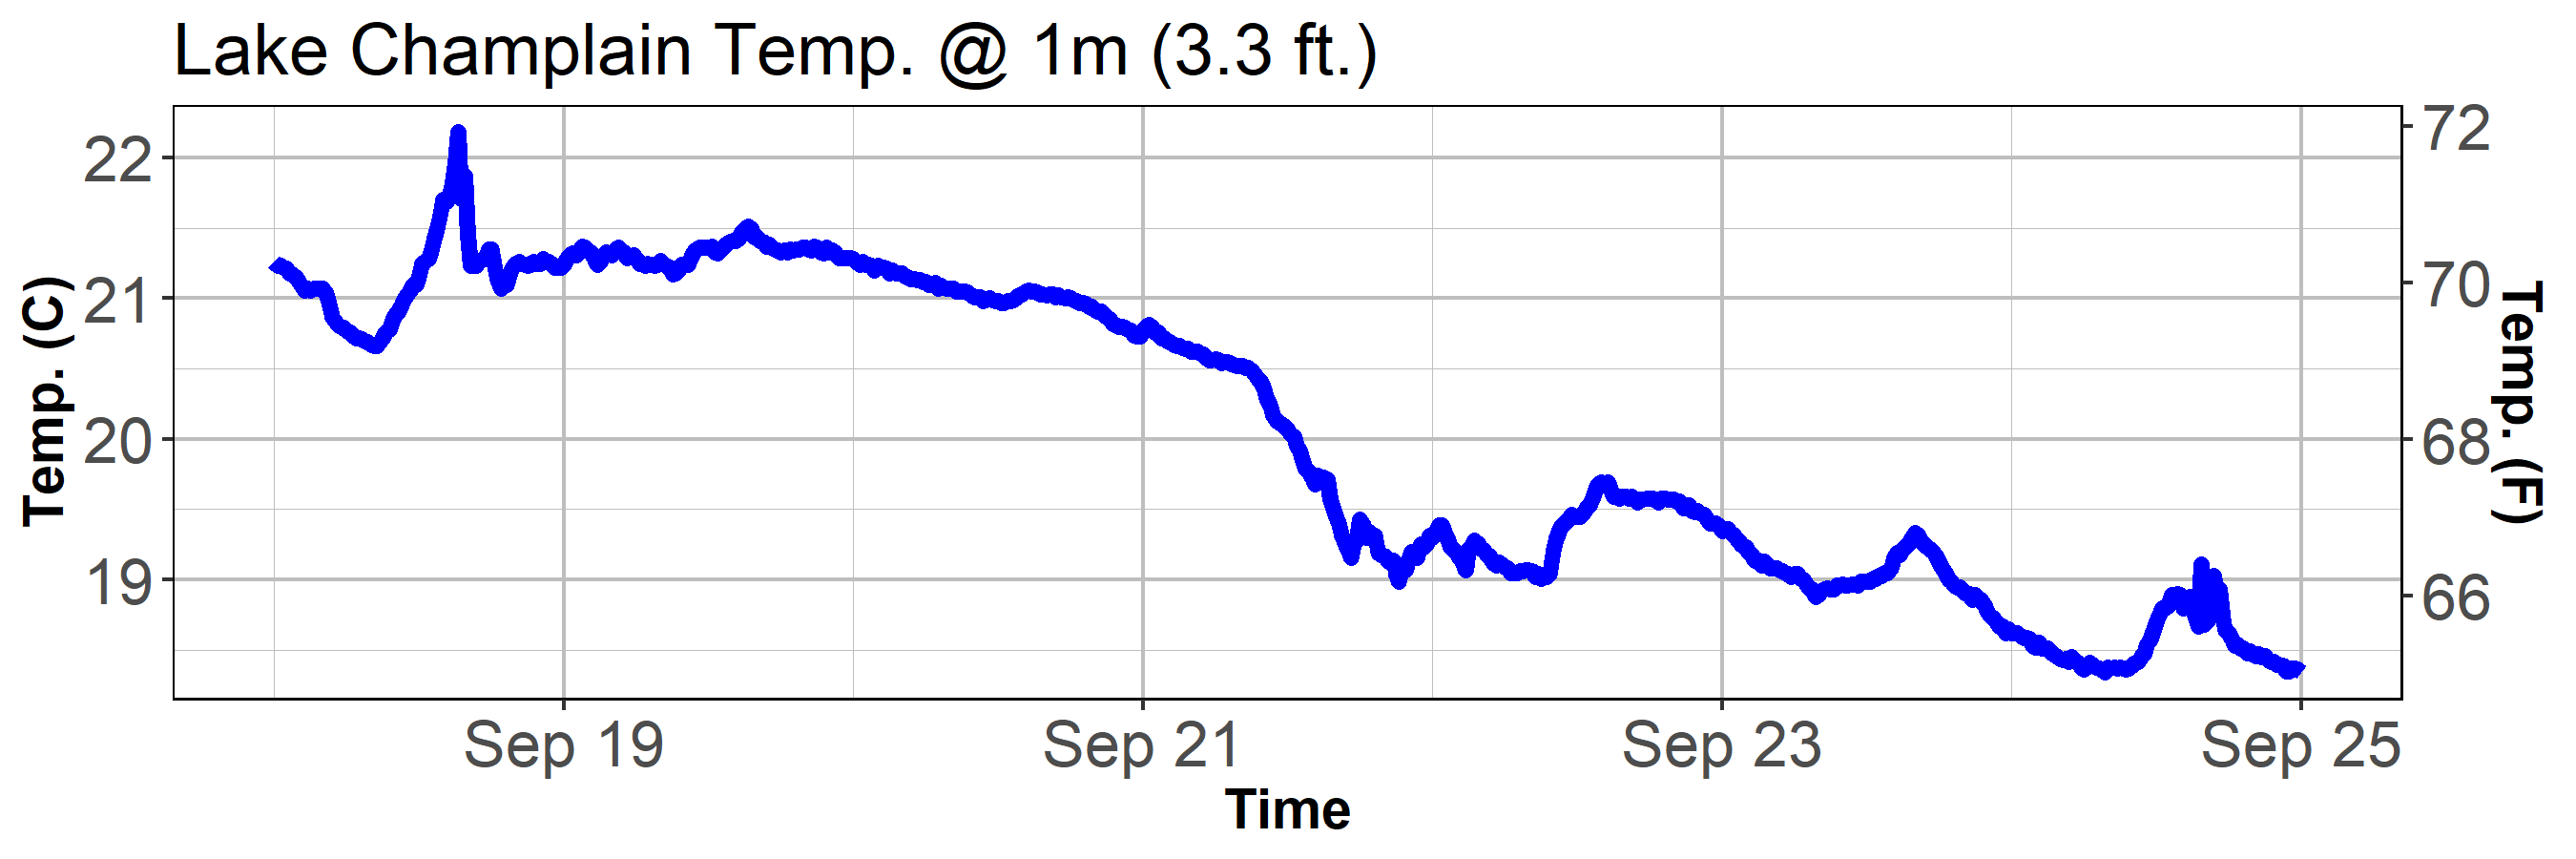 Lake Champlain Temp. @ 1m (3.3 ft.)
Temp. (C)
22
21
20
19
72
70
68
66
Temp. (F)
Sep 19
Sep 21
Sep 23
Sep 25
Time